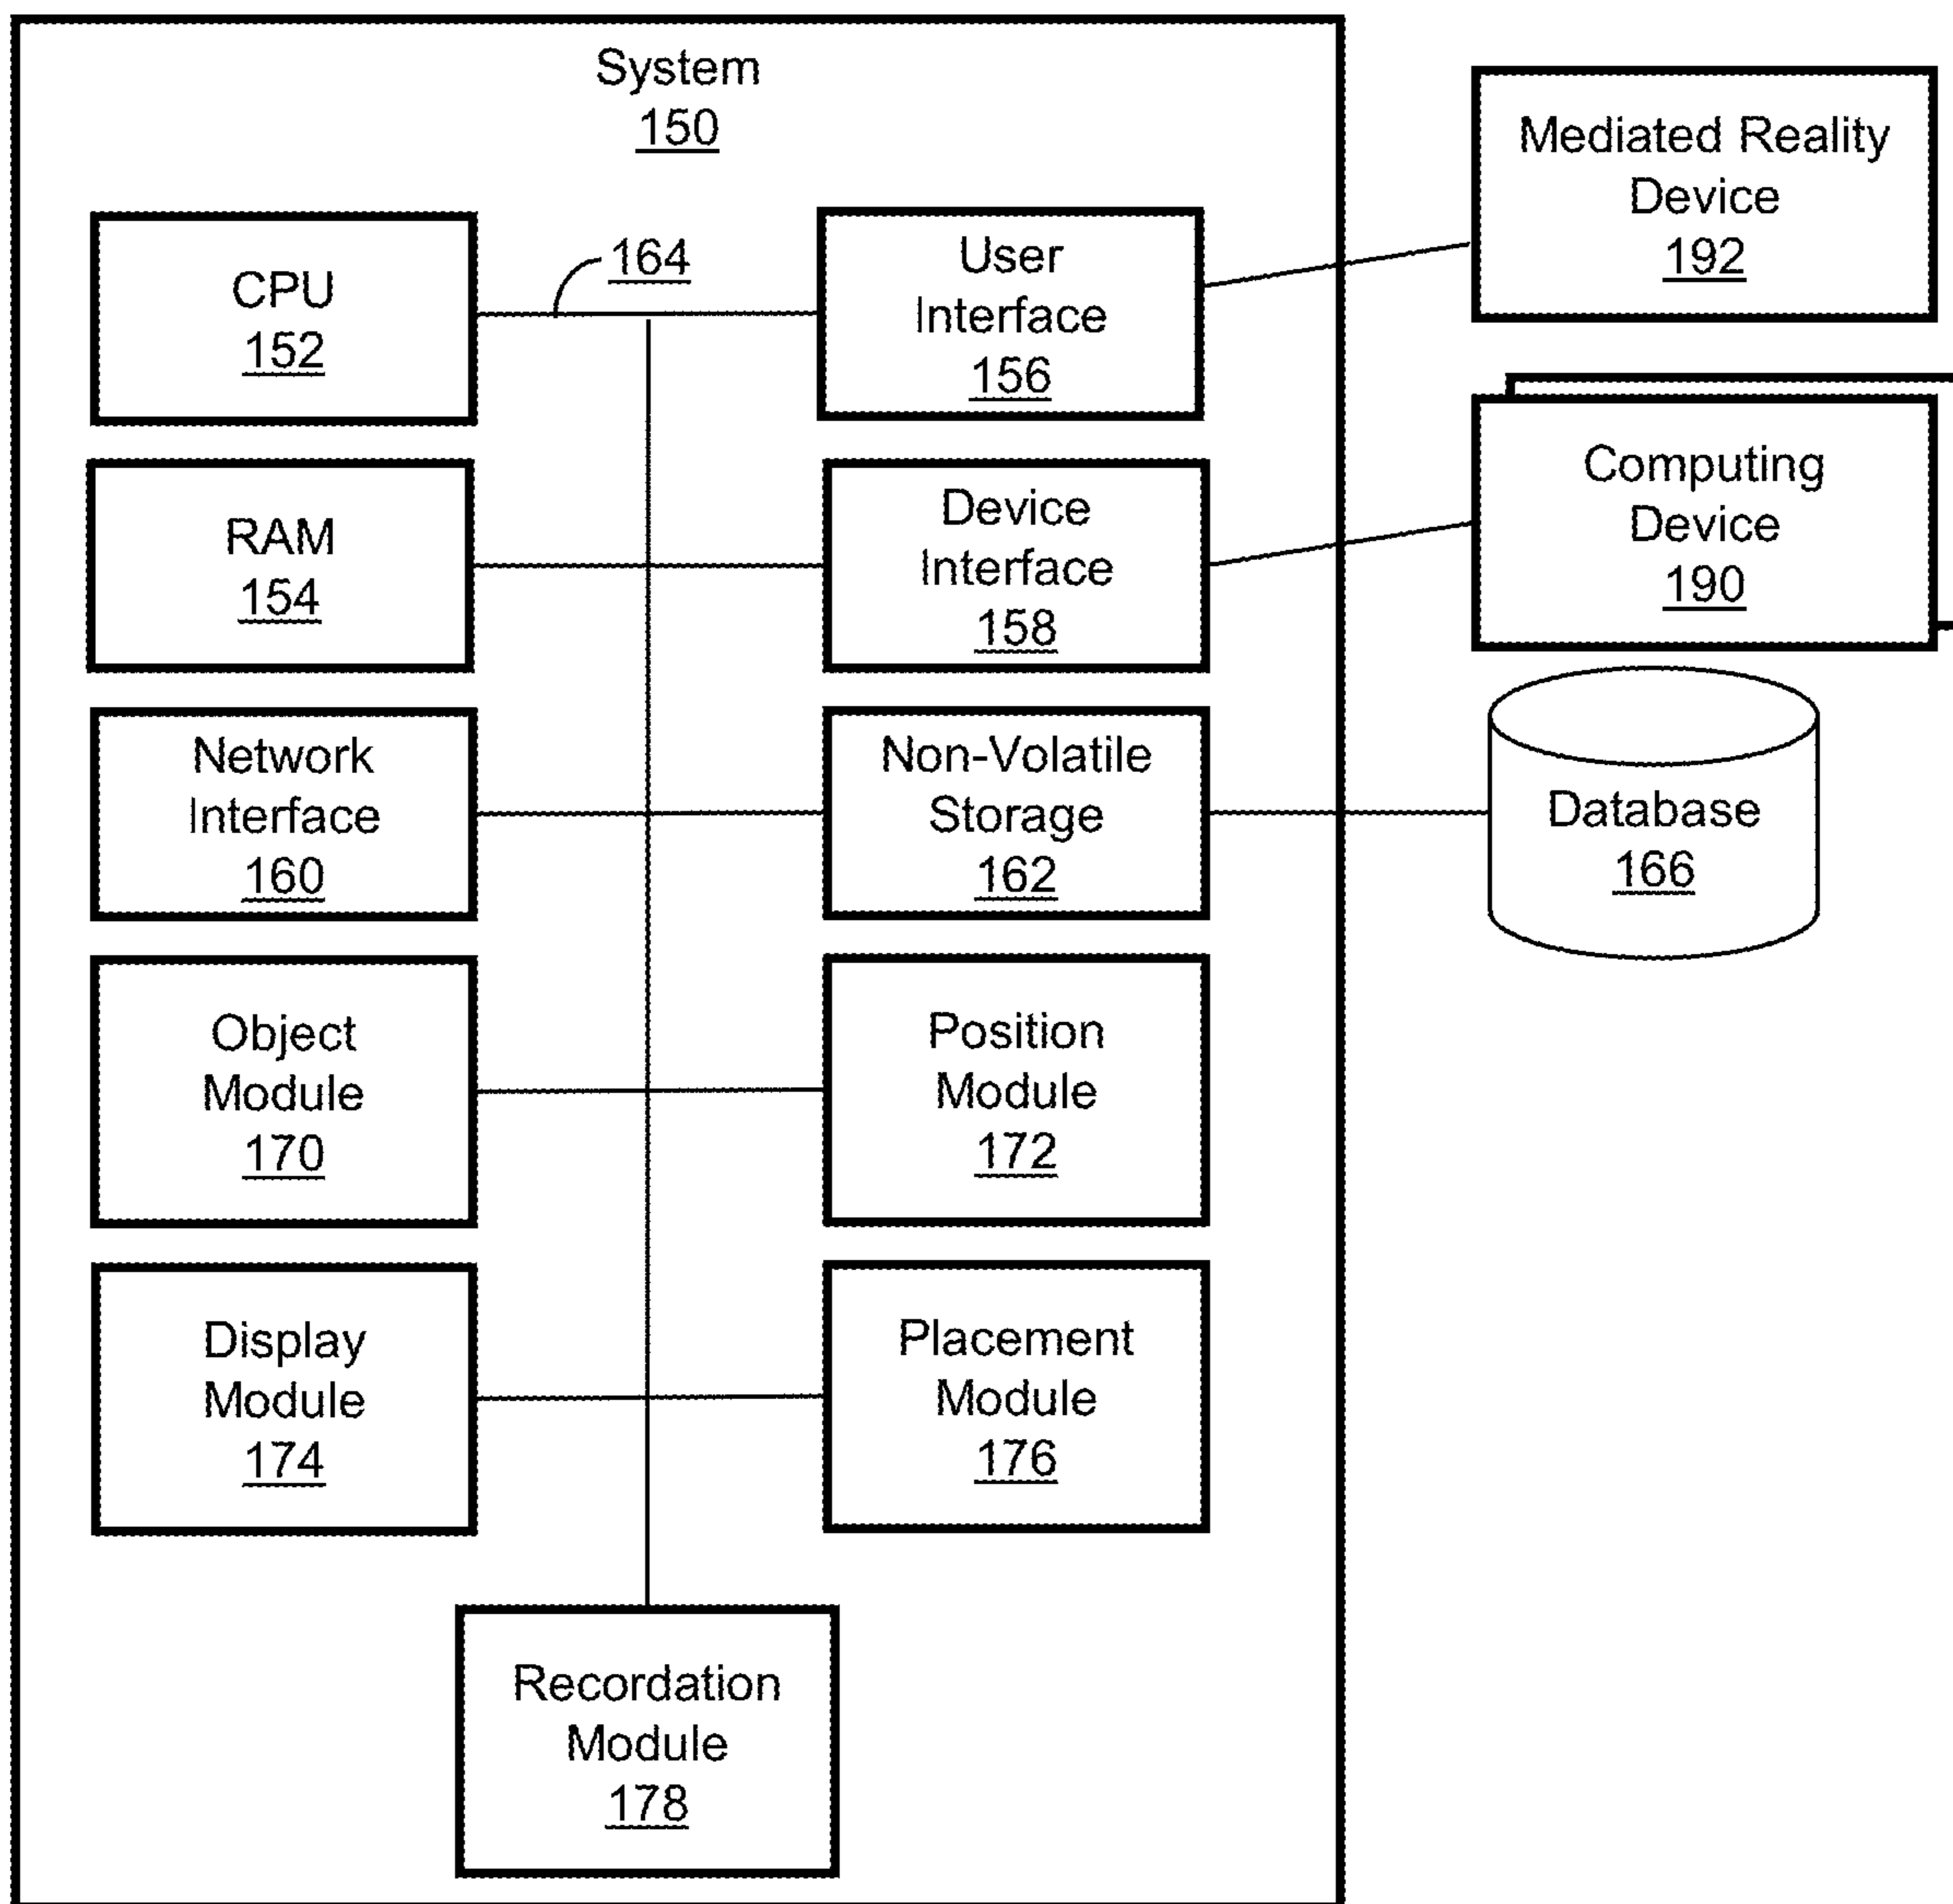 System
150
CPU
152
164
User
Interface
156
Mediated Reality
Device
192
RAM
154
Device
Interface
158
Computing
Device
190
Network
Interface
160
Non-Volatile
Storage
162
Database
166
Object
Module
170
Position
Module
172
Display
Module
174
Placement
Module
176
Recordation
Module
178